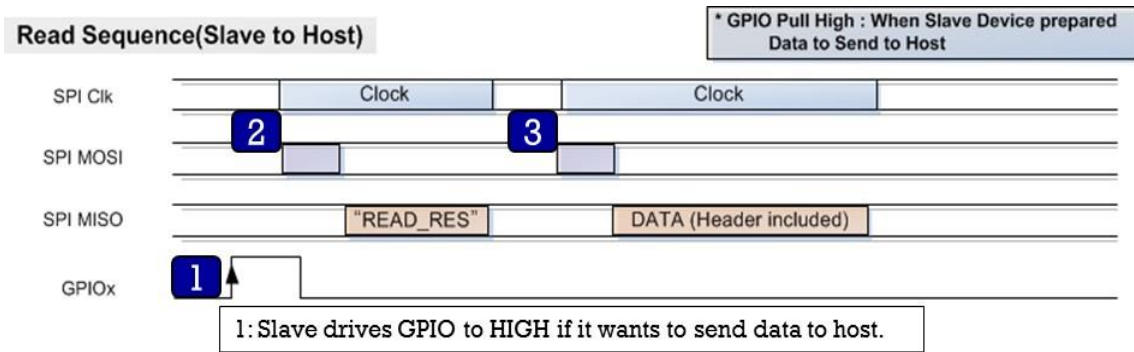 Read Sequence(Slave to Host)
* GPIO Pull High : When Slave Device prepared
Data to Send to Host
SPI Clk
Clock
Clock
2
3
SPI MOSI
SPI MISO
"READ_RES"
DATA (Header included)
1
GPIOx
1: Slave drives GPIO to HIGH if it wants to send data to host.